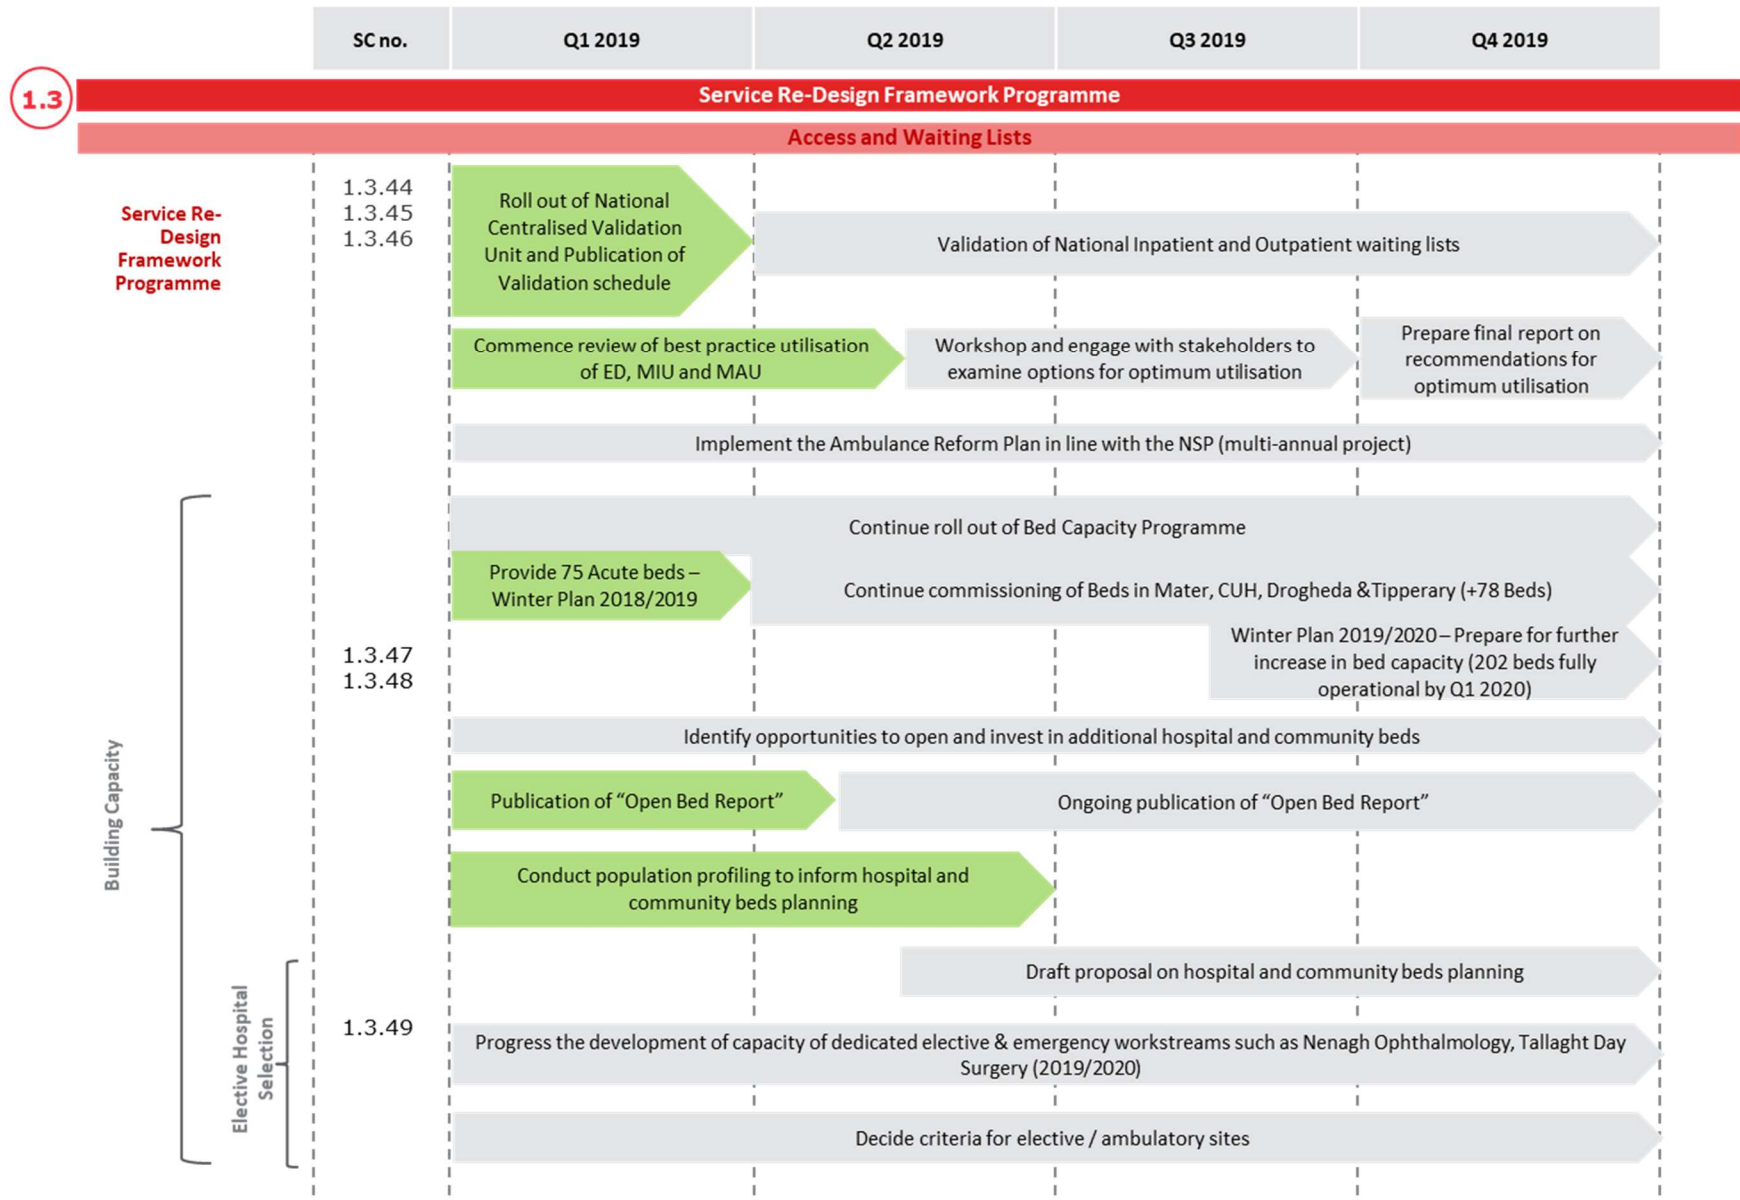 SC no.
Q1 2019
Q2 2019
Q3 2019
Q4 2019
1.3
Service Re-Design Framework Programme
Access and Waiting Lists
Service Re-
Design
Framework
Programme
1.3.44
1.3.45
1.3.46
Roll out of National
Centralised Validation
Unit and Publication of
Validation schedule
Validation of National Inpatient and Outpatient waiting lists
Commence review of best practice utilisation
of ED, MIU and MAU
Workshop and engage with stakeholders to
examine options for optimum utilisation
Prepare final report on
recommendations for
optimum utilisation
Implement the Ambulance Reform Plan in line with the NSP (multi-annual project)
Building Capacity
Continue roll out of Bed Capacity Programme
Provide 75 Acute beds –
Winter Plan 2018/2019
Continue commissioning of Beds in Mater, CUH, Drogheda &Tipperary (+78 Beds)
1.3.47
1.3.48
Winter Plan 2019/2020 – Prepare for further
increase in bed capacity (202 beds fully
operational by Q1 2020)
Identify opportunities to open and invest in additional hospital and community beds
Publication of “Open Bed Report”
Ongoing publication of “Open Bed Report”
Conduct population profiling to inform hospital and
community beds planning
Elective Hospital
Selection
Draft proposal on hospital and community beds planning
1.3.49
Progress the development of capacity of dedicated elective & emergency workstreams such as Nenagh Ophthalmology, Tallaght Day
Surgery (2019/2020)
Decide criteria for elective / ambulatory sites